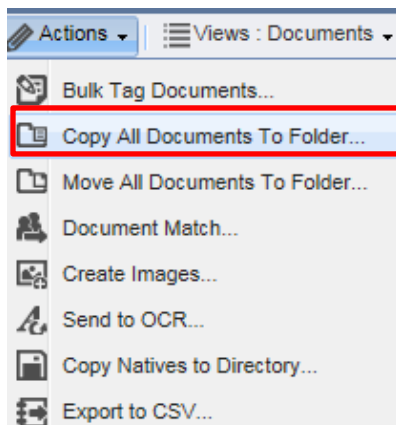 Actions Views : Documents
Bulk Tag Documents...
Copy All Documents To Folder...
Move All Documents To Folder...
Document Match...
Create Images...
Send to OCR...
Copy Natives to Directory...
Export to CSV...